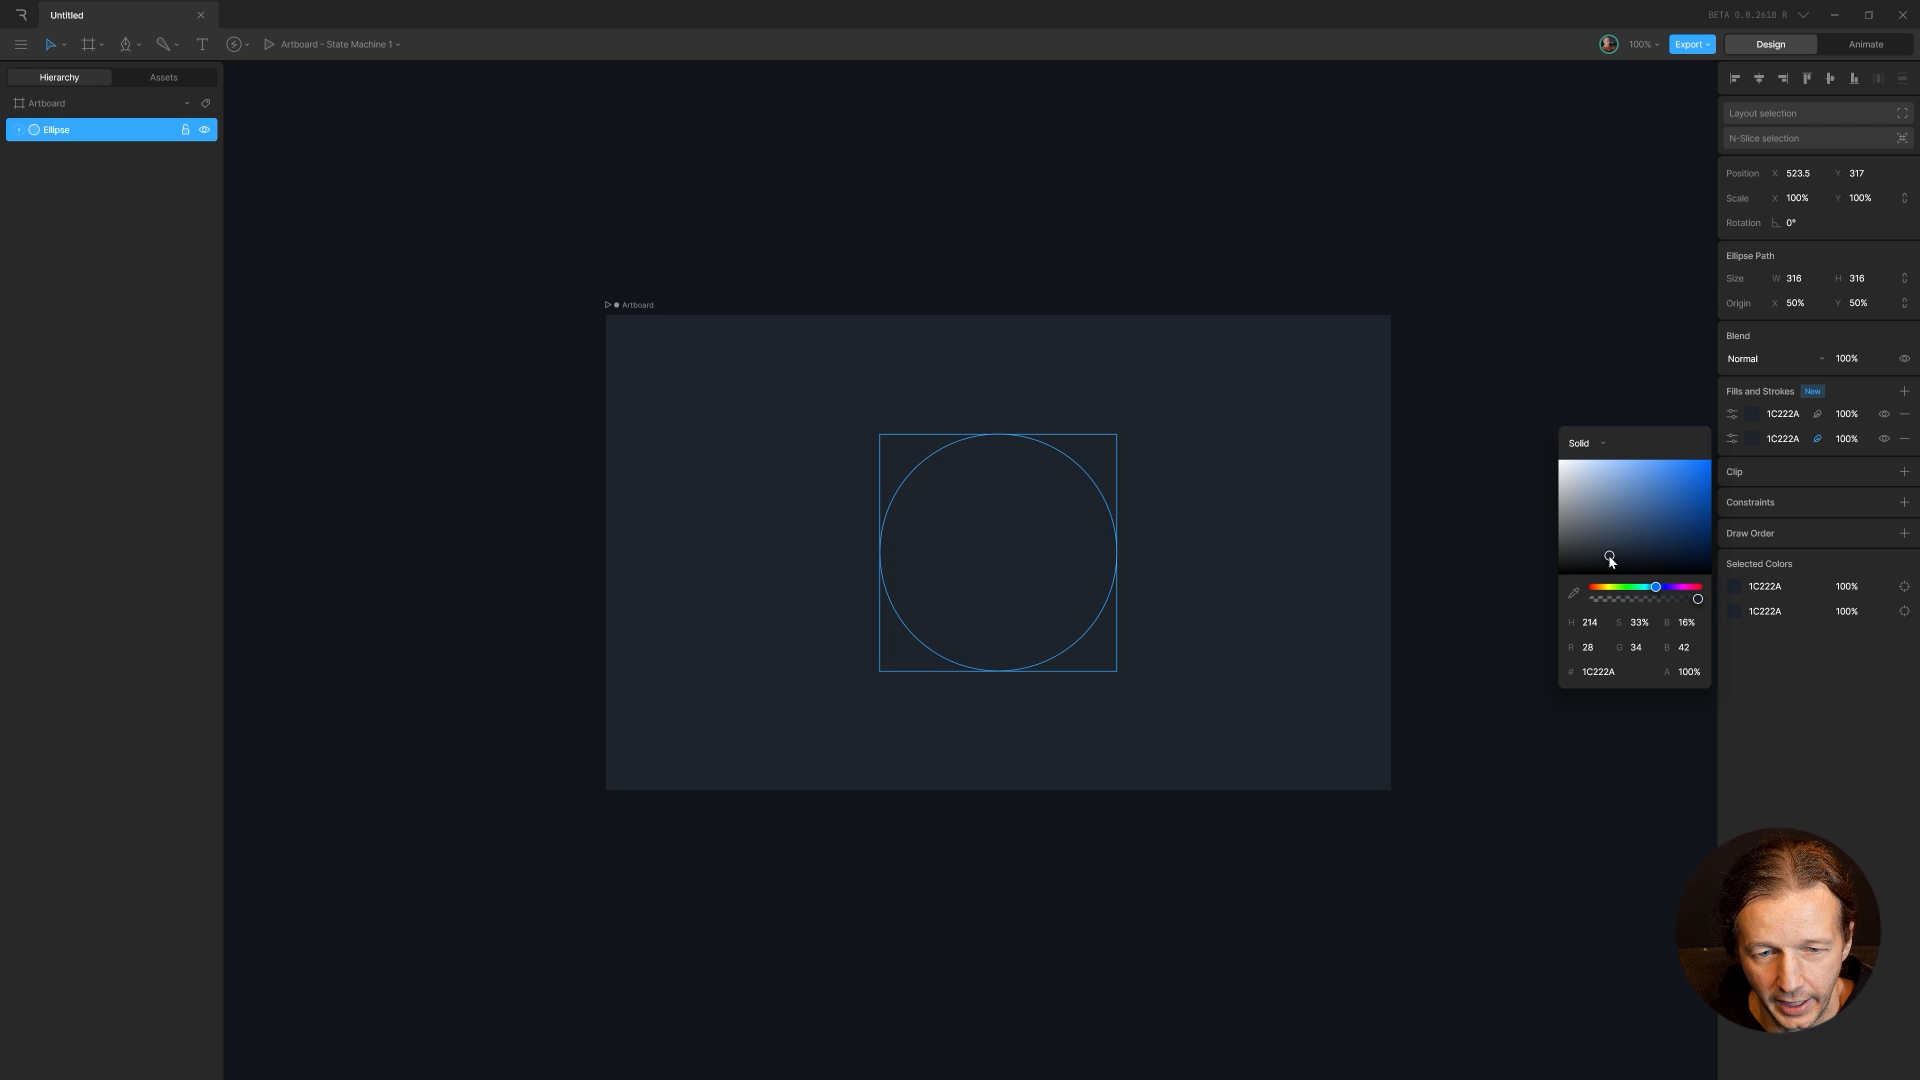 Untitled
BETA 0.8.2618 R
Artboard - State Machine 1
100%
Export
Design
Animate
Hierarchy
Assets
Artboard
Ellipse
Artboard
Layout selection
N-Slice selection
Position X 523.5 Y 317
Scale X 100% Y 100%
Rotation 0°
Ellipse Path
Size W 316 H 316
Origin X 50% Y 50%
Blend
Normal 100%
Fills and Strokes New
1C222A 100%
1C222A 100%
Clip
Constraints
Draw Order
Selected Colors
1C222A 100%
1C222A 100%
Solid
H 214 S 33% B 16%
R 28 G 34 B 42
# 1C222A A 100%